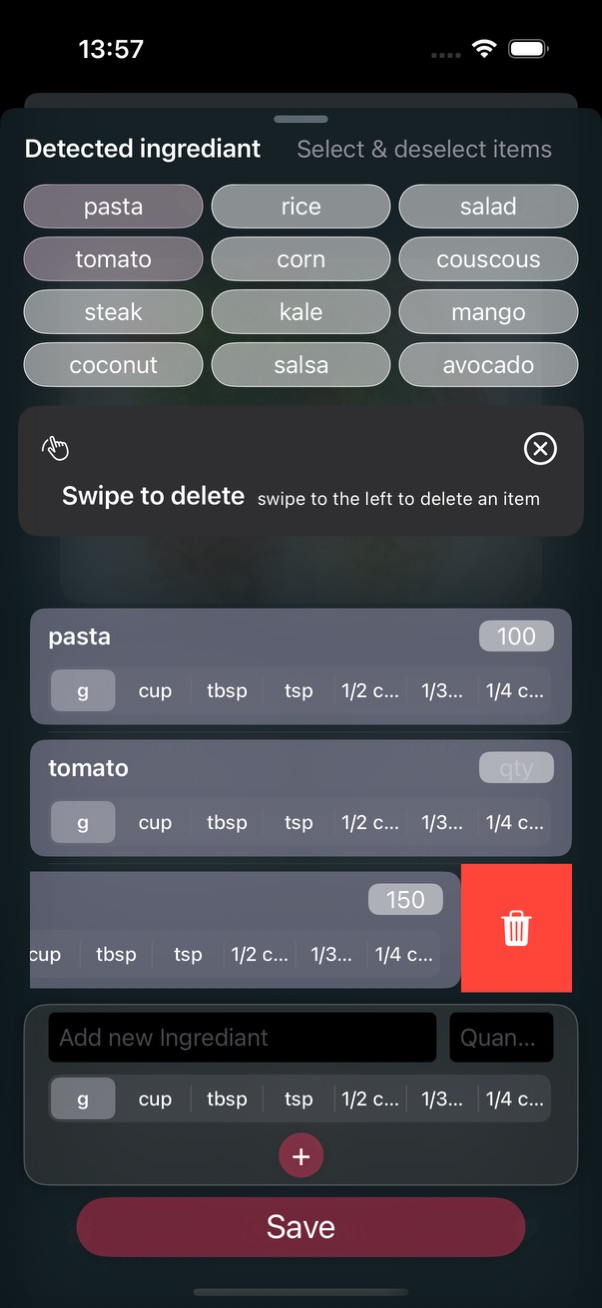 13:57
Detected ingrediant Select & deselect items
pasta rice salad
tomato corn couscous
steak kale mango
coconut salsa avocado
Swipe to delete swipe to the left to delete an item
pasta 100
g cup tbsp tsp 1/2 c... 1/3... 1/4 c...
tomato qty
g cup tbsp tsp 1/2 c... 1/3... 1/4 c...
150
cup tbsp tsp 1/2 c... 1/3... 1/4 c...
Add new Ingrediant Quan...
g cup tbsp tsp 1/2 c... 1/3... 1/4 c...
+
Save